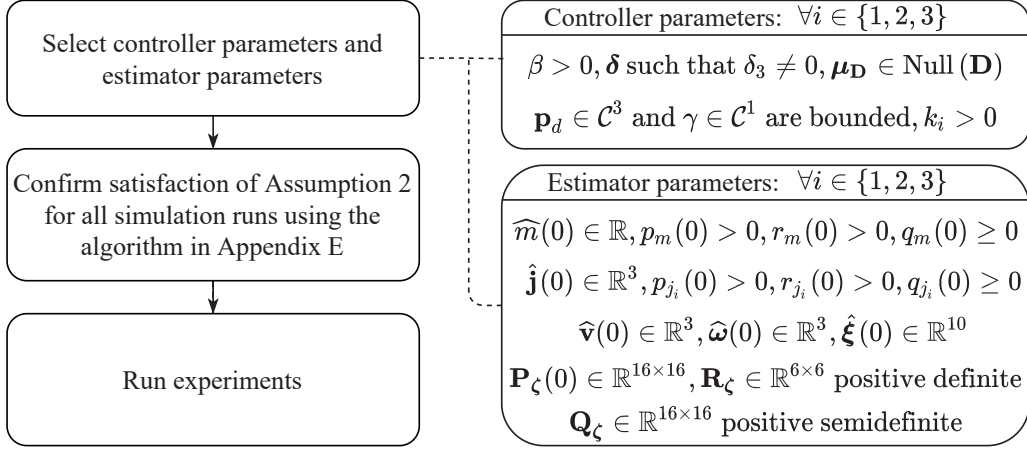 Select controller parameters and
estimator parameters
Confirm satisfaction of Assumption 2
for all simulation runs using the
algorithm in Appendix E
Run experiments
Controller parameters: ∀i ∈ {1, 2, 3}
β > 0, δ such that δ₃ ≠ 0, μ_D ∈ Null (D)
p_d ∈ 𝒞³ and γ ∈ 𝒞¹ are bounded, k_i > 0
Estimator parameters: ∀i ∈ {1, 2, 3}
m̂(0) ∈ ℝ, p_m(0) > 0, r_m(0) > 0, q_m(0) ≥ 0
ĵ(0) ∈ ℝ³, p_{j_i}(0) > 0, r_{j_i}(0) > 0, q_{j_i}(0) ≥ 0
v̂(0) ∈ ℝ³, ω̂(0) ∈ ℝ³, ξ̂(0) ∈ ℝ¹⁰
P_ζ(0) ∈ ℝ^{16×16}, R_ζ ∈ ℝ^{6×6} positive definite
Q_ζ ∈ ℝ^{16×16} positive semidefinite